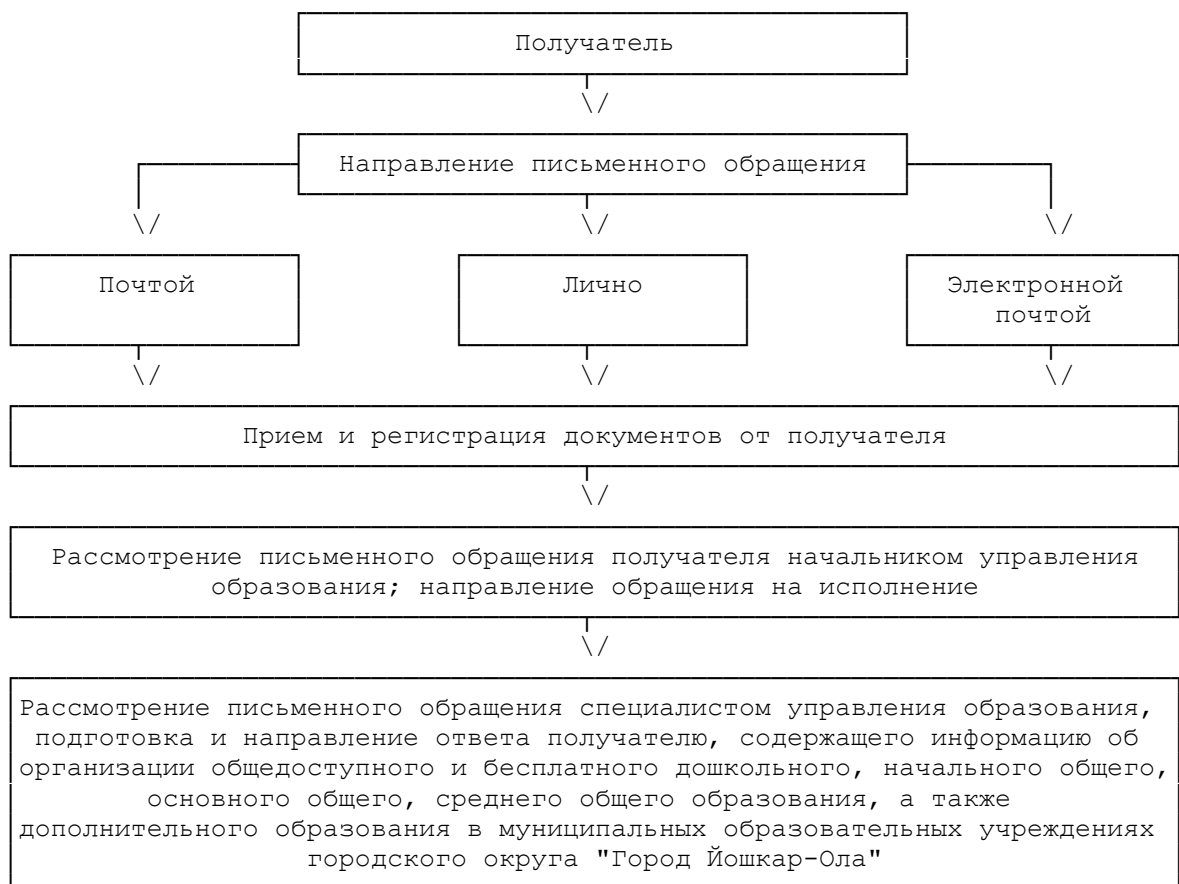 Получатель
Направление письменного обращения
Почтой
Лично
Электронной
почтой
Прием и регистрация документов от получателя
Рассмотрение письменного обращения получателя начальником управления
образования; направление обращения на исполнение
Рассмотрение письменного обращения специалистом управления образования,
подготовка и направление ответа получателю, содержащего информацию об
организации общедоступного и бесплатного дошкольного, начального общего,
основного общего, среднего общего образования, а также
дополнительного образования в муниципальных образовательных учреждениях
городского округа "Город Йошкар-Ола"